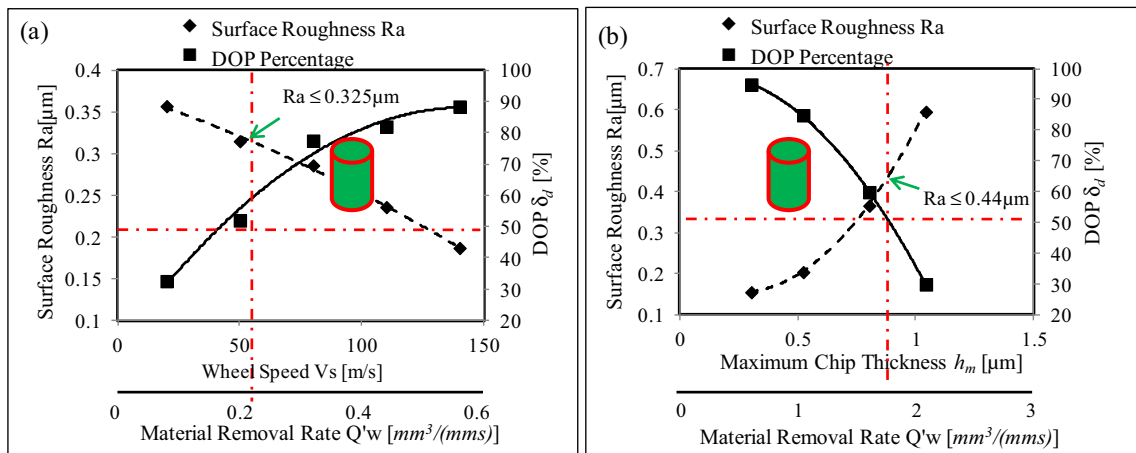 (a)
Surface Roughness Ra
DOP Percentage
0.4
0.35
0.3
0.25
0.2
0.15
0.1
Surface Roughness Ra[µm]
Ra ≤ 0.325µm
100
90
80
70
60
50
40
30
20
DOP δd [%]
0 50 100 150
Wheel Speed Vs [m/s]
0 0.2 0.4 0.6
Material Removal Rate Q'w [mm³/(mms)]
(b)
Surface Roughness Ra
DOP Percentage
0.7
0.6
0.5
0.4
0.3
0.2
0.1
Surface Roughness Ra[µm]
Ra ≤ 0.44µm
100
90
80
70
60
50
40
30
20
DOP δd [%]
0 0.5 1 1.5
Maximum Chip Thickness hm [µm]
0 1 2 3
Material Removal Rate Q'w [mm³/(mms)]